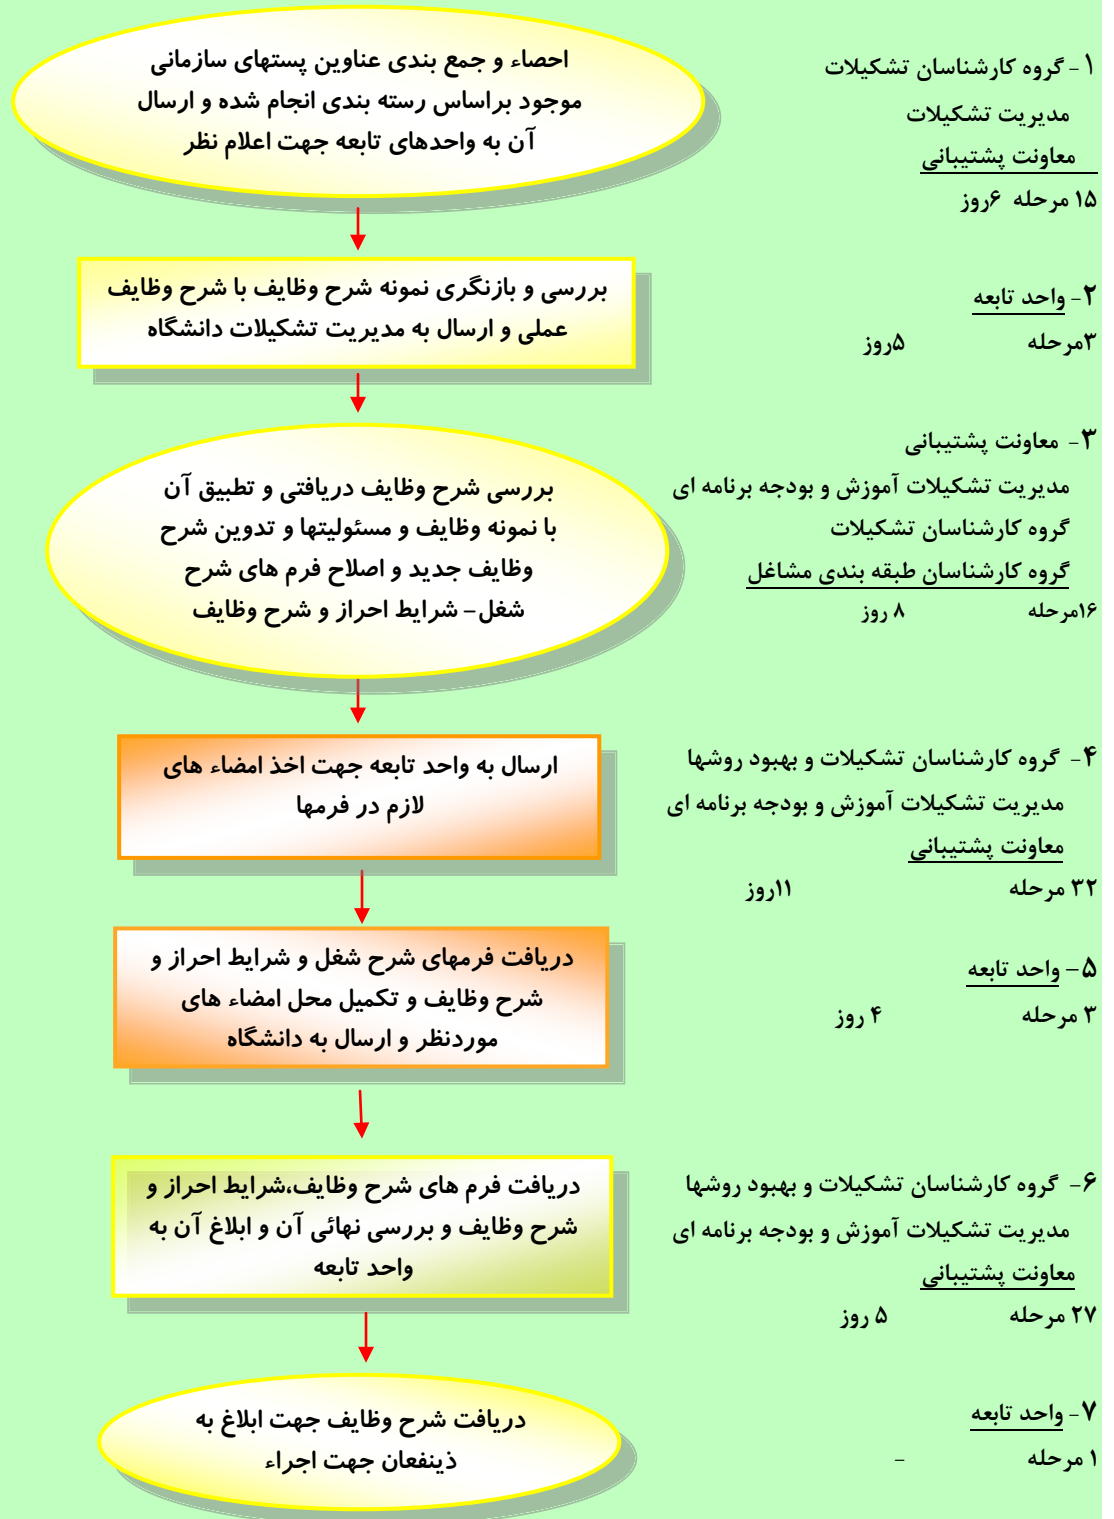 ۱- گروه کارشناسان تشکیلات
مدیریت تشکیلات
معاونت پشتیبانی
۱۵ مرحله ۶روز
احصاء و جمع بندی عناوین پستهای سازمانی
موجود براساس رسته بندی انجام شده و ارسال
آن به واحدهای تابعه جهت اعلام نظر
۲- واحد تابعه
۳مرحله ۵روز
بررسی و بازنگری نمونه شرح وظایف با شرح وظایف
عملی و ارسال به مدیریت تشکیلات دانشگاه
۳- معاونت پشتیبانی
مدیریت تشکیلات آموزش و بودجه برنامه ای
گروه کارشناسان تشکیلات
گروه کارشناسان طبقه بندی مشاغل
۱۶مرحله ۸ روز
بررسی شرح وظایف دریافتی و تطبیق آن
با نمونه وظایف و مسئولیتها و تدوین شرح
وظایف جدید و اصلاح فرم های شرح
شغل- شرایط احراز و شرح وظایف
۴- گروه کارشناسان تشکیلات و بهبود روشها
مدیریت تشکیلات آموزش و بودجه برنامه ای
معاونت پشتیبانی
۳۲ مرحله ۱۱روز
ارسال به واحد تابعه جهت اخذ امضاء های
لازم در فرمها
۵- واحد تابعه
۳ مرحله ۴ روز
دریافت فرمهای شرح شغل و شرایط احراز و
شرح وظایف و تکمیل محل امضاء های
موردنظر و ارسال به دانشگاه
۶- گروه کارشناسان تشکیلات و بهبود روشها
مدیریت تشکیلات آموزش و بودجه برنامه ای
معاونت پشتیبانی
۲۷ مرحله ۵ روز
دریافت فرم های شرح وظایف،شرایط احراز و
شرح وظایف و بررسی نهائی آن و ابلاغ آن به
واحد تابعه
۷- واحد تابعه
۱ مرحله -
دریافت شرح وظایف جهت ابلاغ به
ذینفعان جهت اجراء